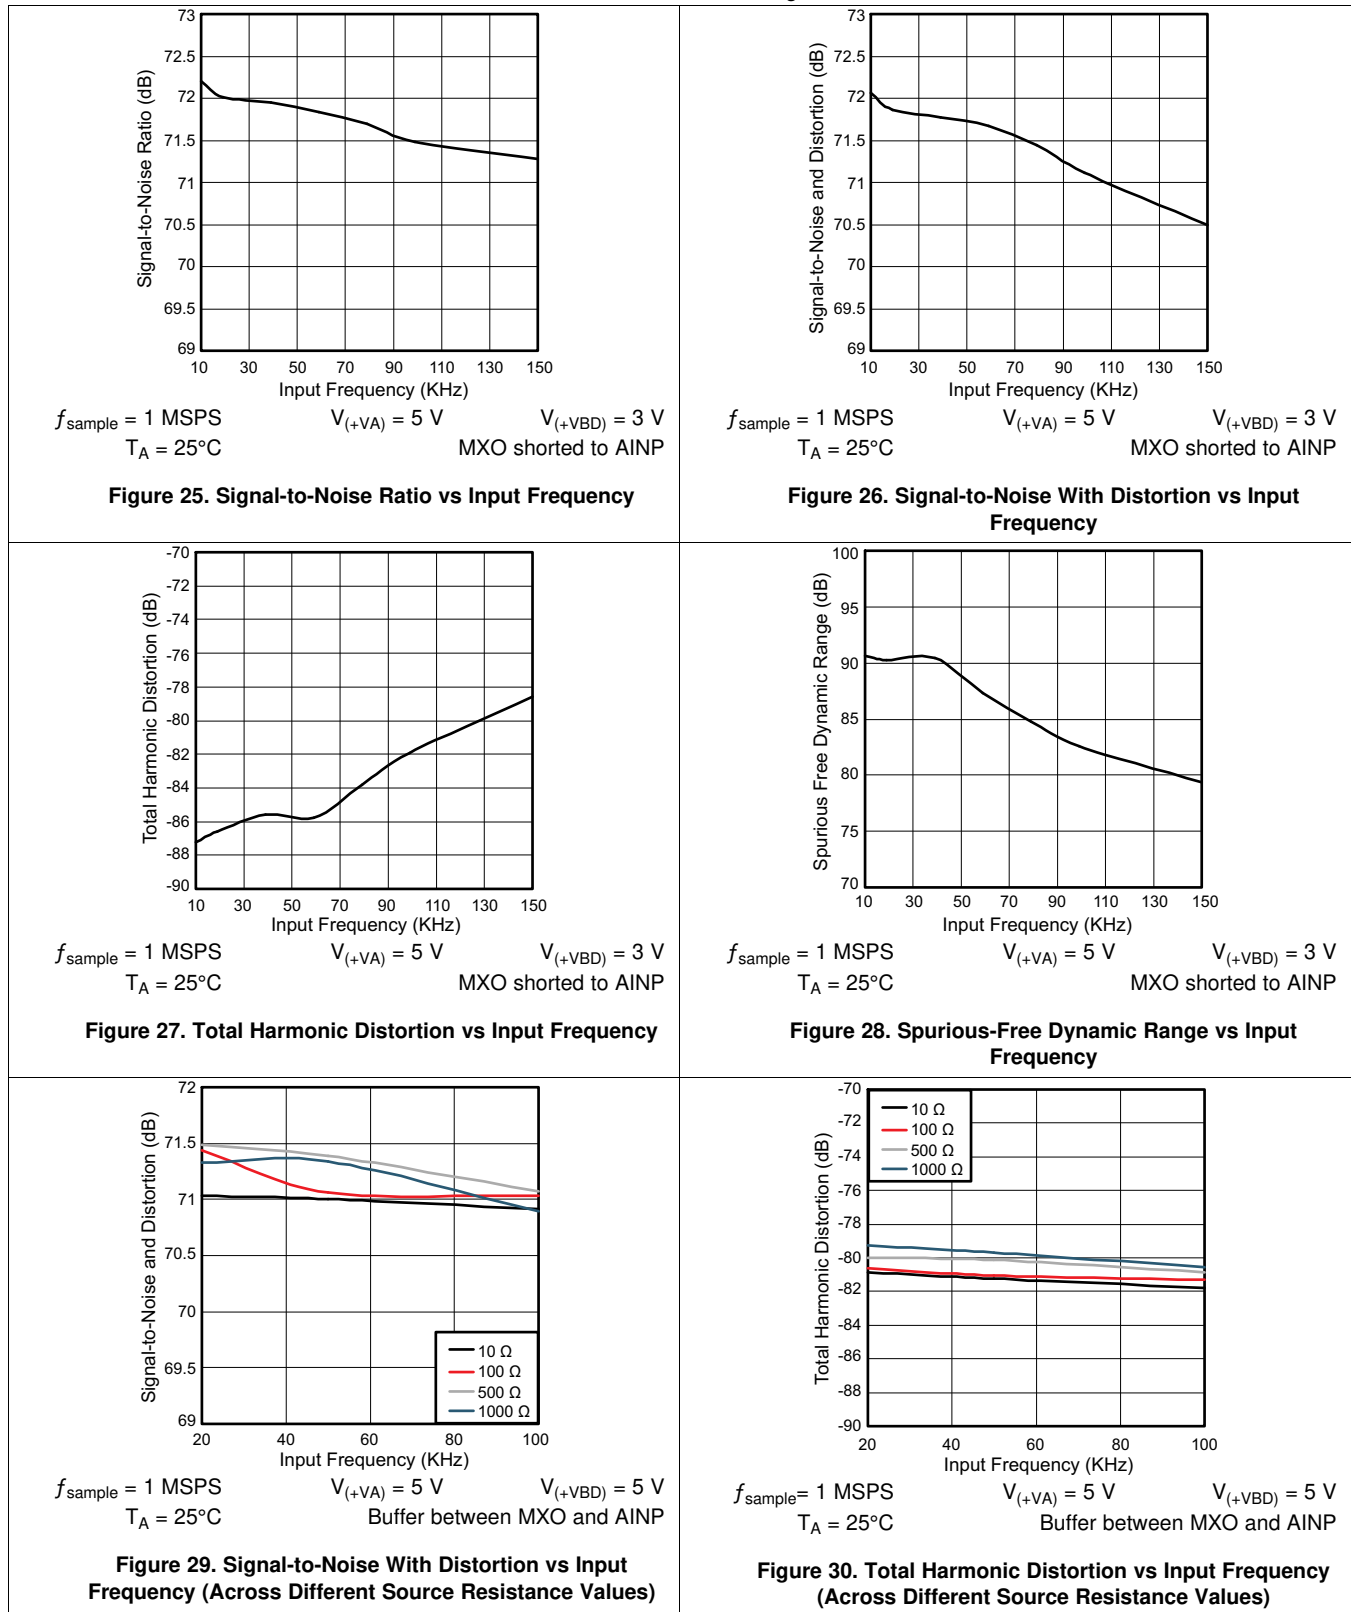 73
72.5
72
71.5
71
70.5
70
69.5
69
Signal-to-Noise Ratio (dB)
10 30 50 70 90 110 130 150
Input Frequency (KHz)
ƒsample = 1 MSPS V(+VA) = 5 V V(+VBD) = 3 V
TA = 25°C MXO shorted to AINP
Figure 25. Signal-to-Noise Ratio vs Input Frequency
73
72.5
72
71.5
71
70.5
70
69.5
69
Signal-to-Noise and Distortion (dB)
10 30 50 70 90 110 130 150
Input Frequency (KHz)
ƒsample = 1 MSPS V(+VA) = 5 V V(+VBD) = 3 V
TA = 25°C MXO shorted to AINP
Figure 26. Signal-to-Noise With Distortion vs Input
Frequency
-70
-72
-74
-76
-78
-80
-82
-84
-86
-88
-90
Total Harmonic Distortion (dB)
10 30 50 70 90 110 130 150
Input Frequency (KHz)
ƒsample = 1 MSPS V(+VA) = 5 V V(+VBD) = 3 V
TA = 25°C MXO shorted to AINP
Figure 27. Total Harmonic Distortion vs Input Frequency
100
95
90
85
80
75
70
Spurious Free Dynamic Range (dB)
10 30 50 70 90 110 130 150
Input Frequency (KHz)
ƒsample = 1 MSPS V(+VA) = 5 V V(+VBD) = 3 V
TA = 25°C MXO shorted to AINP
Figure 28. Spurious-Free Dynamic Range vs Input
Frequency
72
71.5
71
70.5
70
69.5
69
Signal-to-Noise and Distortion (dB)
10 Ω
100 Ω
500 Ω
1000 Ω
20 40 60 80 100
Input Frequency (KHz)
ƒsample = 1 MSPS V(+VA) = 5 V V(+VBD) = 5 V
TA = 25°C Buffer between MXO and AINP
Figure 29. Signal-to-Noise With Distortion vs Input
Frequency (Across Different Source Resistance Values)
-70
-72
-74
-76
-78
-80
-82
-84
-86
-88
-90
Total Harmonic Distortion (dB)
10 Ω
100 Ω
500 Ω
1000 Ω
20 40 60 80 100
Input Frequency (KHz)
ƒsample= 1 MSPS V(+VA) = 5 V V(+VBD) = 5 V
TA = 25°C Buffer between MXO and AINP
Figure 30. Total Harmonic Distortion vs Input Frequency
(Across Different Source Resistance Values)